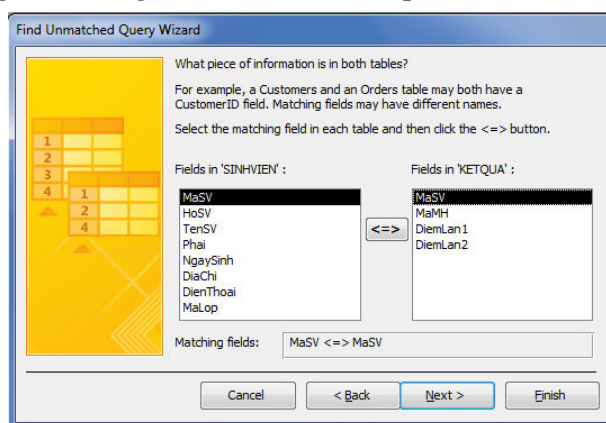 Find Unmatched Query Wizard
What piece of information is in both tables?
For example, a Customers and an Orders table may both have a
CustomerID field. Matching fields may have different names.
Select the matching field in each table and then click the <=> button.
1
2
3
4
1
2
4
Fields in 'SINHVIEN' :
MaSV
HoSV
TenSV
Phai
NgaySinh
DiaChi
DienThoai
MaLop
<=>
Fields in 'KETQUA' :
MaSV
MaMH
DiemLan1
DiemLan2
Matching fields: MaSV <=> MaSV
Cancel < Back Next > Finish